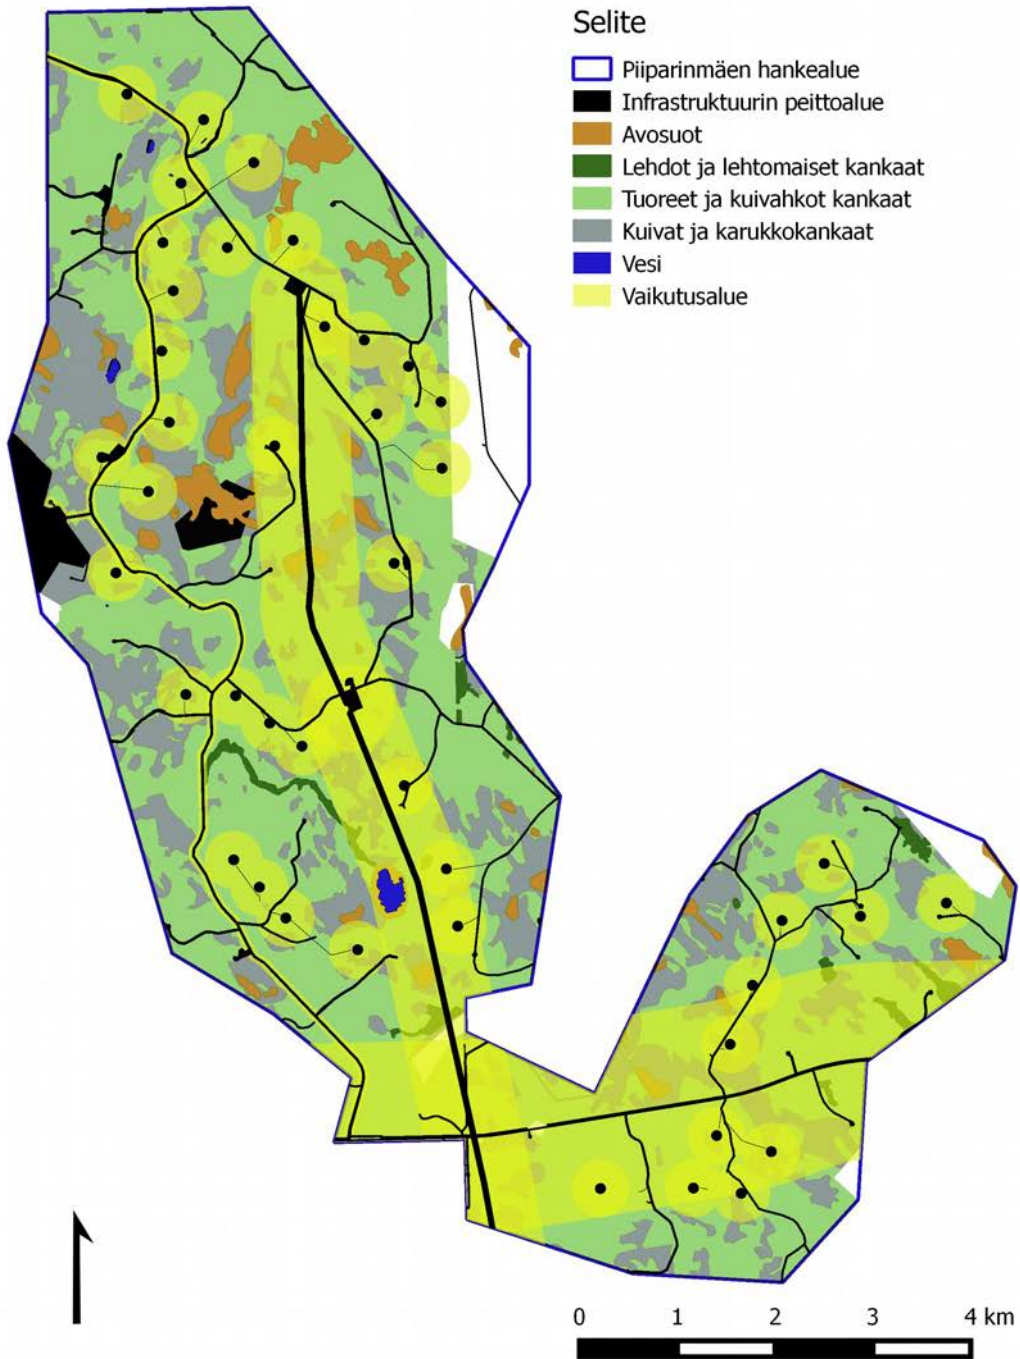 Selite
Piiparinmäen hankealue
Infrastruktuurin peittoalue
Avosuot
Lehdot ja lehtomaiset kankaat
Tuoreet ja kuivahkot kankaat
Kuivat ja karukkokankaat
Vesi
Vaikutusalue
0 1 2 3 4 km